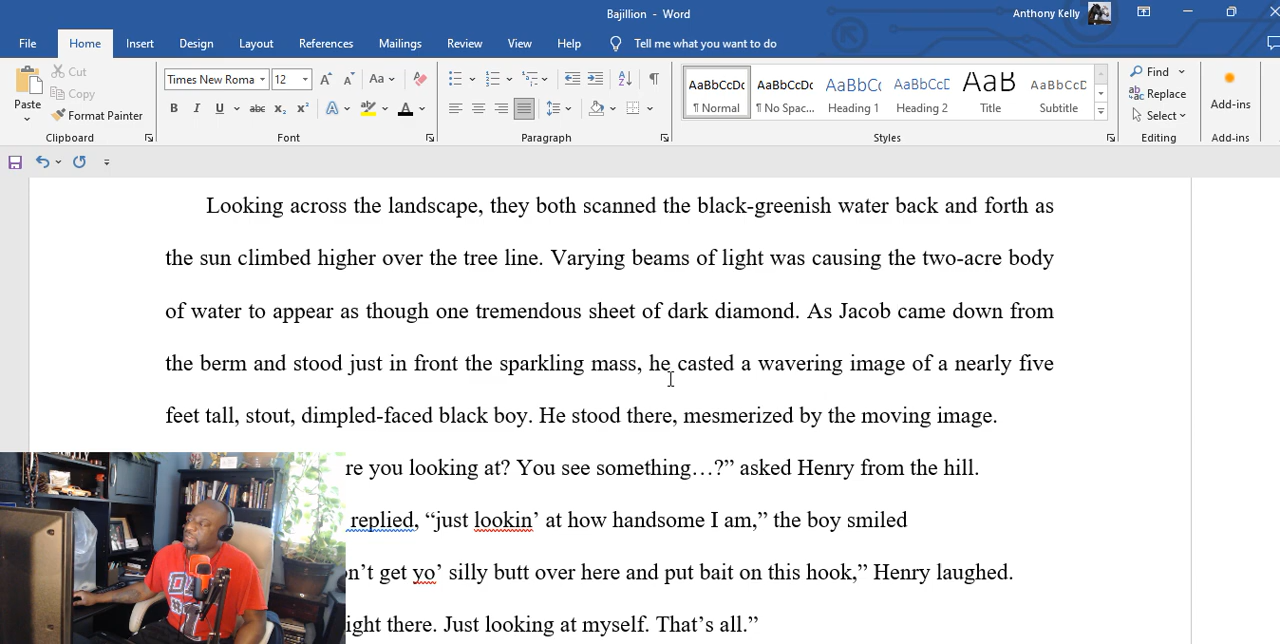 Bajillion - Word
Anthony Kelly
File Home Insert Design Layout References Mailings Review View Help Tell me what you want to do
Paste
Cut
Copy
Format Painter
Clipboard
Times New Roma 12 Aa
B I U abc x₂ x² A A
Font
Paragraph
AaBbCcDc AaBbCcDc AaBbCc AaBbCcE AaB AaBbCcD
¶ Normal ¶ No Spac... Heading 1 Heading 2 Title Subtitle
Styles
Find
Replace
Select
Editing
Add-ins
Add-ins
Looking across the landscape, they both scanned the black-greenish water back and forth as
the sun climbed higher over the tree line. Varying beams of light was causing the two-acre body
of water to appear as though one tremendous sheet of dark diamond. As Jacob came down from
the berm and stood just in front the sparkling mass, he casted a wavering image of a nearly five
feet tall, stout, dimpled-faced black boy. He stood there, mesmerized by the moving image.
re you looking at? You see something…?” asked Henry from the hill.
replied, “just lookin’ at how handsome I am,” the boy smiled
n’t get yo’ silly butt over here and put bait on this hook,” Henry laughed.
ight there. Just looking at myself. That’s all.”